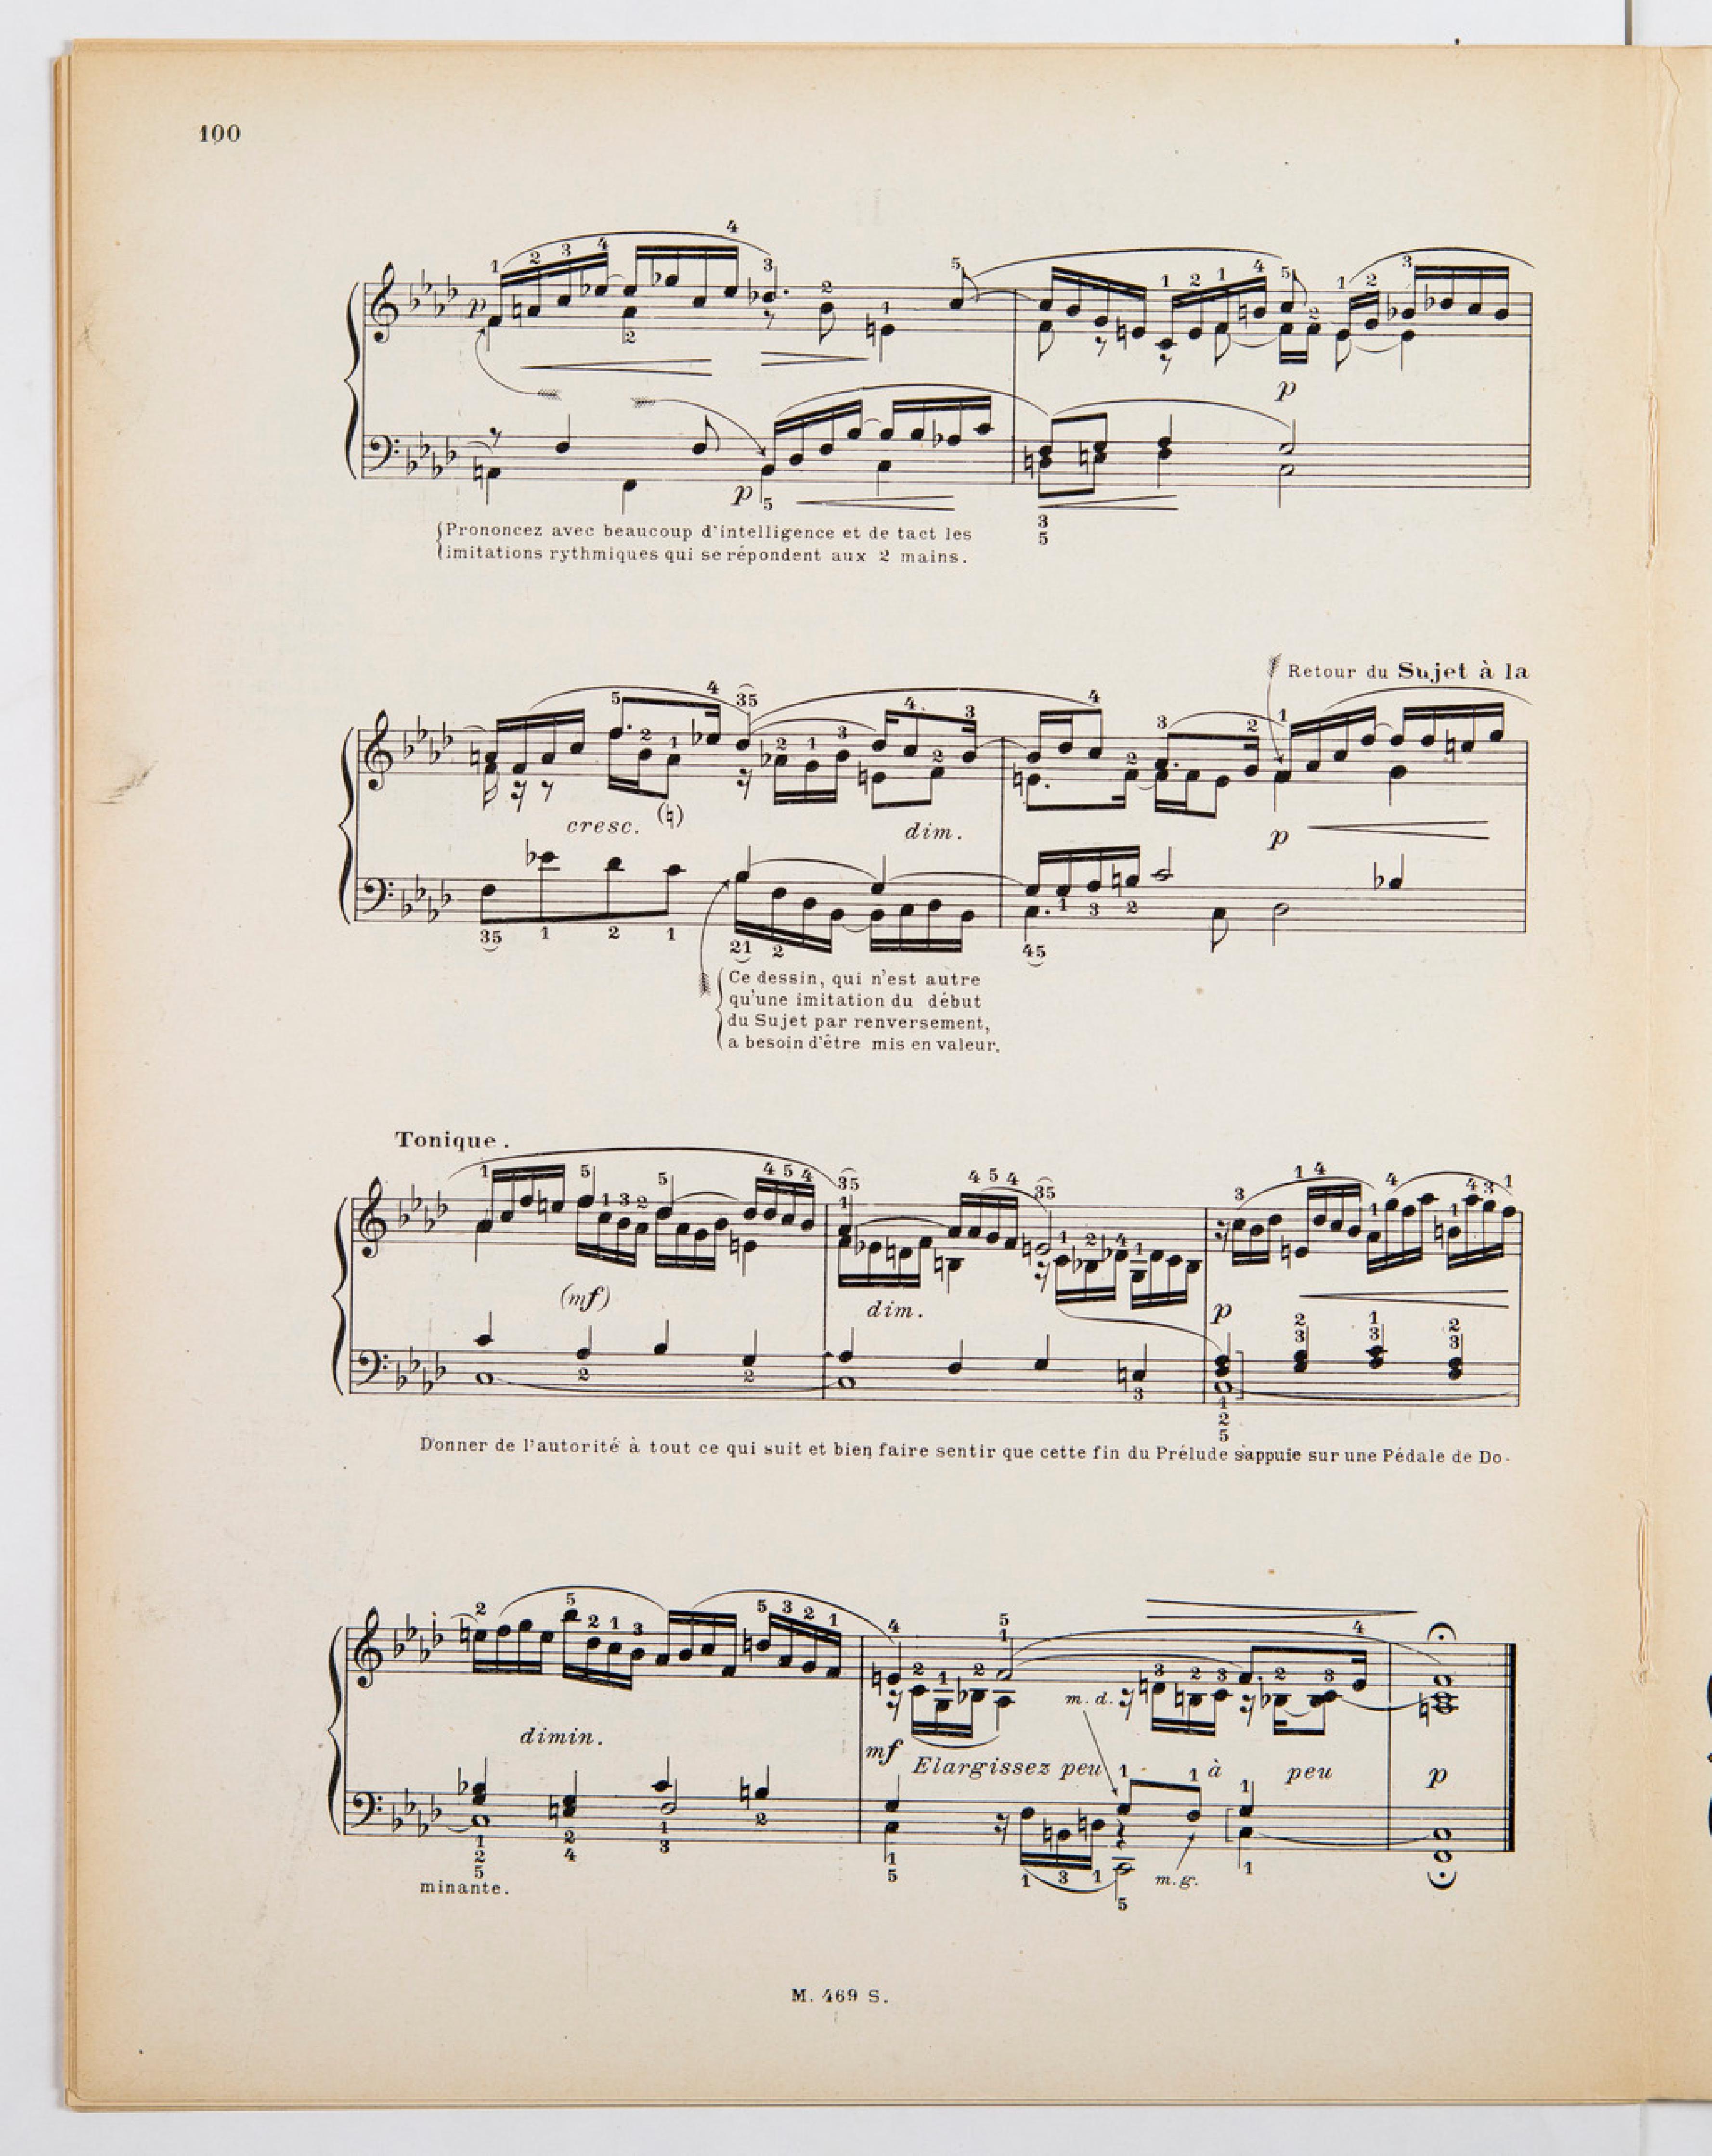 100
Prononcez avec beaucoup d'intelligence et de tact les
imitations rythmiques qui se répondent aux 2 mains.
Retour du Sujet à la
cresc.
dim.
Ce dessin, qui n'est autre
qu'une imitation du début
du Sujet par renversement,
a besoin d'être mis en valeur.
Tonique.
(mf)
dim.
p
Donner de l'autorité à tout ce qui suit et bien faire sentir que cette fin du Prélude s'appuie sur une Pédale de Do-
dimin.
m. d.
mf Elargissez peu à peu p
m.g.
minante.
M. 469 S.